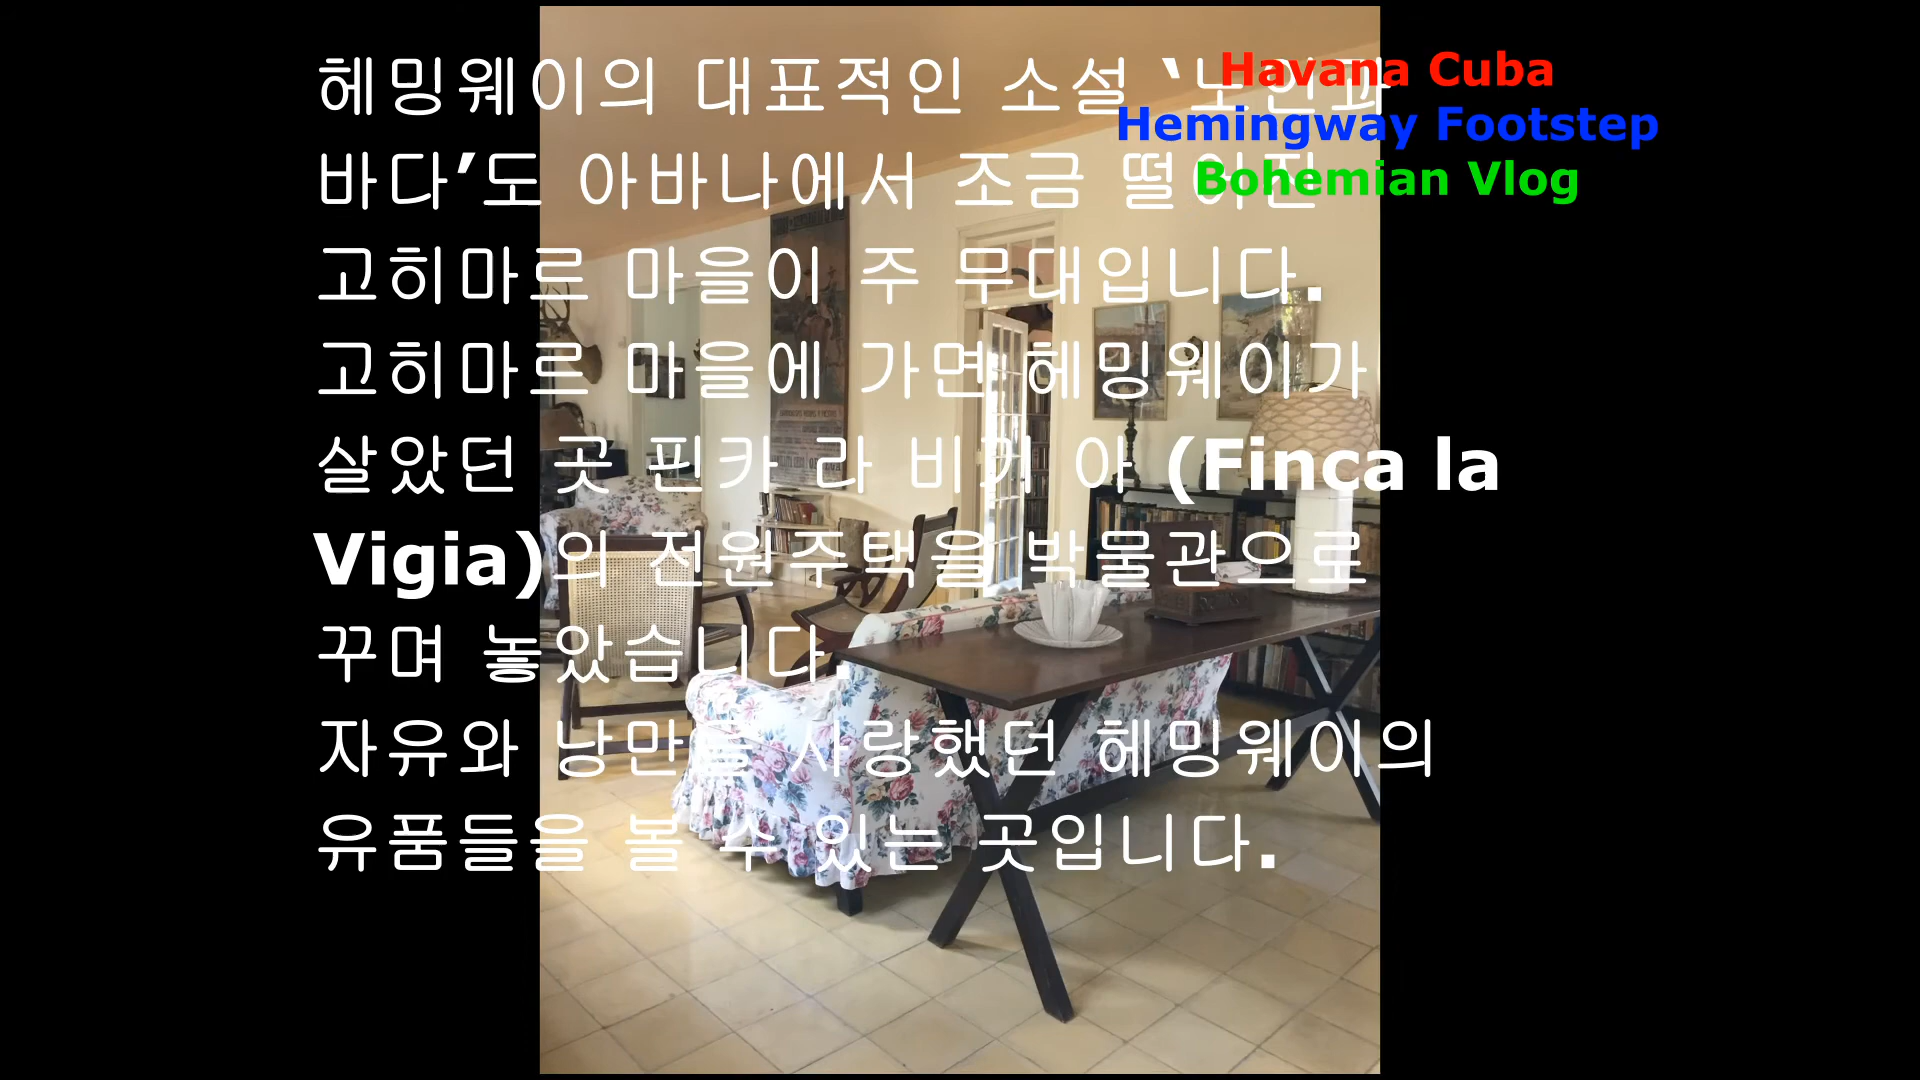 헤밍웨이의 대표적인 소설 ‘노인과
바다’도 아바나에서 조금 떨어진
고히마르 마을이 주 무대입니다.
고히마르 마을에 가면 헤밍웨이가
살았던 곳 핀카 라 비기 아 (Finca la
Vigia)의 전원주택을 박물관으로
꾸며 놓았습니다.
자유와 낭만을 사랑했던 헤밍웨이의
유품들을 볼 수 있는 곳입니다.
Havana Cuba
Hemingway Footstep
Bohemian Vlog